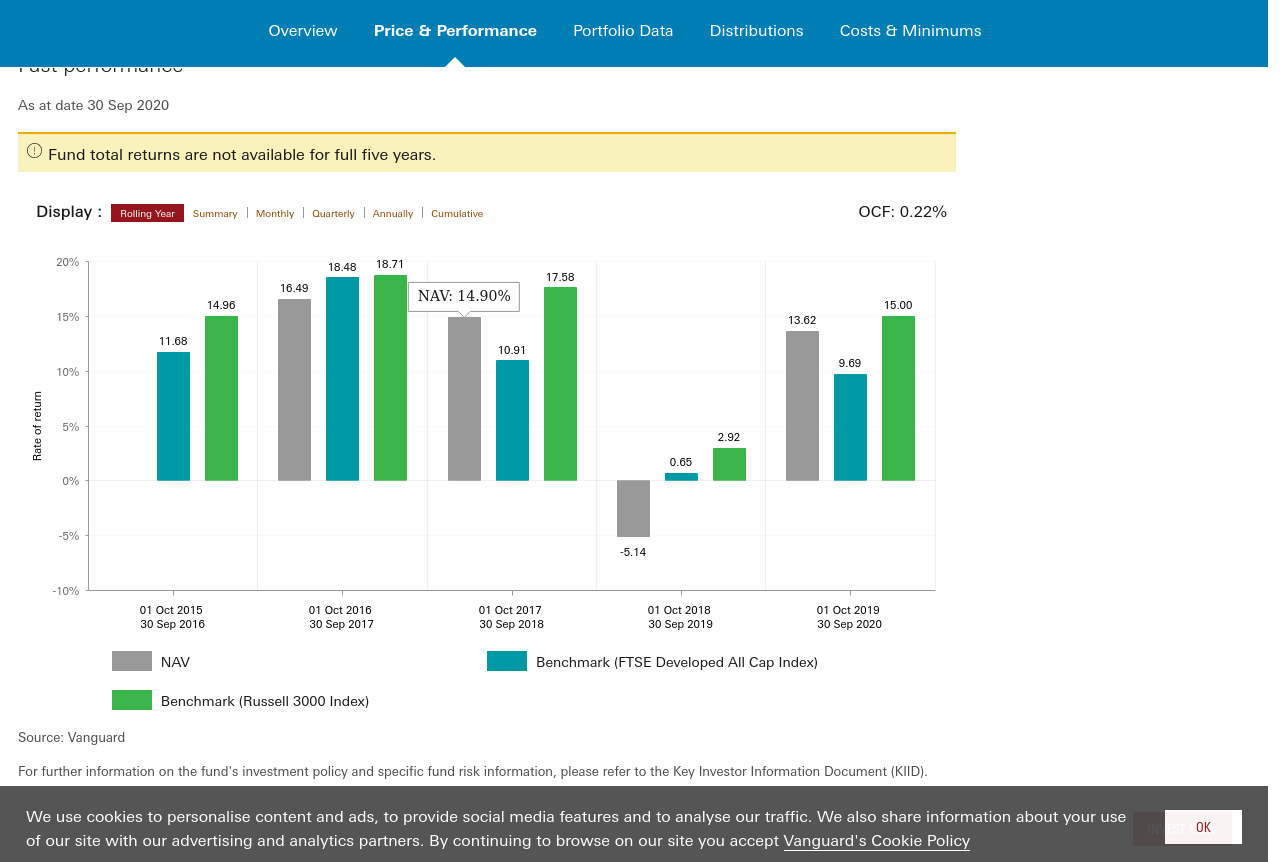 Overview
Price & Performance
Portfolio Data
Distributions
Costs & Minimums
Past performance
As at date 30 Sep 2020
Fund total returns are not available for full five years.
Display : Rolling Year Summary | Monthly | Quarterly | Annually | Cumulative
OCF: 0.22%
20%
15%
10%
5%
0%
-5%
-10%
Rate of return
11.68
14.96
16.49
18.48
18.71
NAV: 14.90%
10.91
17.58
-5.14
0.65
2.92
13.62
9.69
15.00
01 Oct 2015
30 Sep 2016
01 Oct 2016
30 Sep 2017
01 Oct 2017
30 Sep 2018
01 Oct 2018
30 Sep 2019
01 Oct 2019
30 Sep 2020
NAV
Benchmark (FTSE Developed All Cap Index)
Benchmark (Russell 3000 Index)
Source: Vanguard
For further information on the fund's investment policy and specific fund risk information, please refer to the Key Investor Information Document (KIID).
We use cookies to personalise content and ads, to provide social media features and to analyse our traffic. We also share information about your use
of our site with our advertising and analytics partners. By continuing to browse on our site you accept Vanguard's Cookie Policy
OK